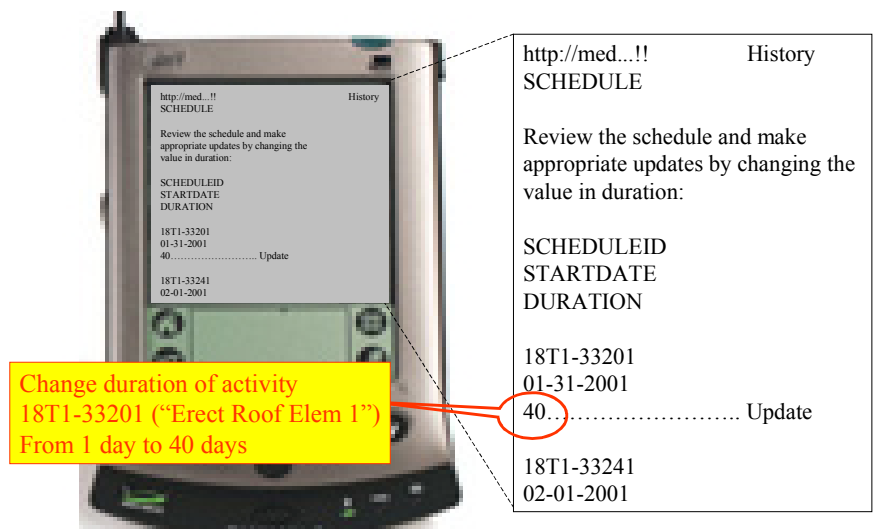 http://med...!! History
SCHEDULE
Review the schedule and make
appropriate updates by changing the
value in duration:
SCHEDULEID
STARTDATE
DURATION
18T1-33201
01-31-2001
40…………………….. Update
18T1-33241
02-01-2001
Change duration of activity
18T1-33201 (“Erect Roof Elem 1”)
From 1 day to 40 days
http://med...!! History
SCHEDULE
Review the schedule and make
appropriate updates by changing the
value in duration:
SCHEDULEID
STARTDATE
DURATION
18T1-33201
01-31-2001
40…………………….. Update
18T1-33241
02-01-2001